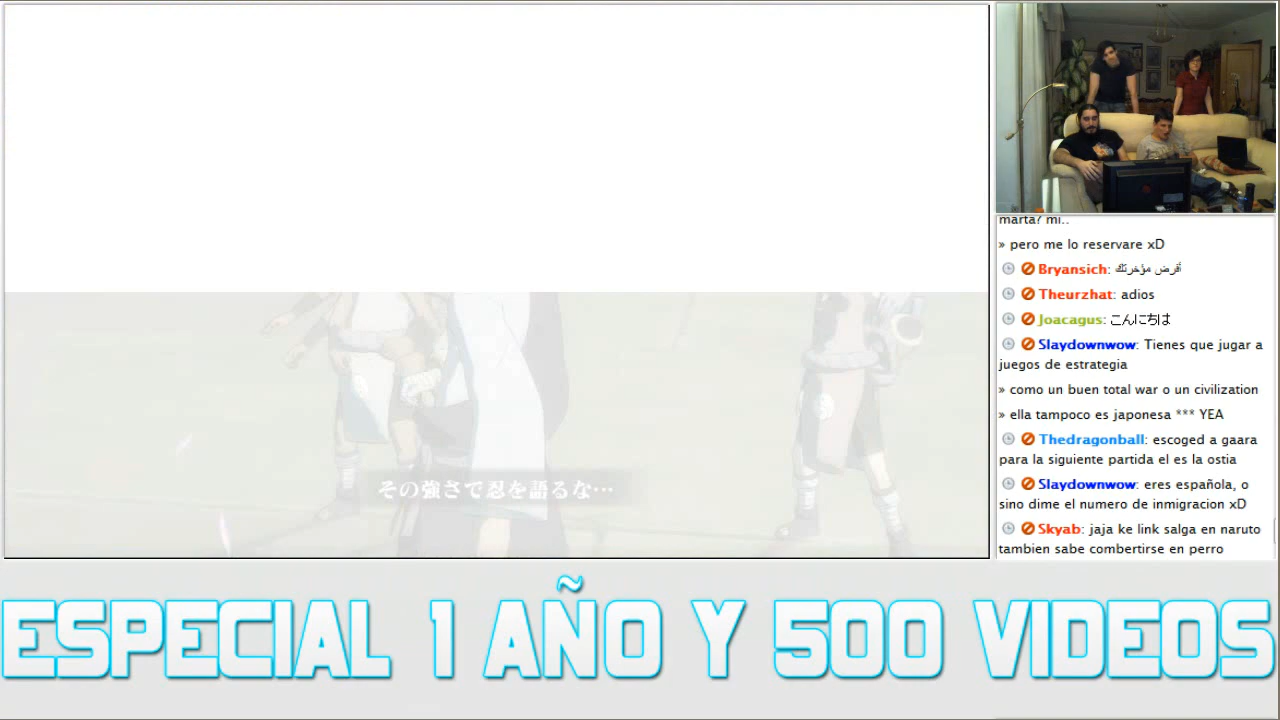 その強さで忍を語るな…
marta? mi..
» pero me lo reservare xD
Bryansich: أقرض مؤخرتك
Theurzhat: adios
Joacagus: こんにちは
Slaydownwow: Tienes que jugar a
juegos de estrategia
» como un buen total war o un civilization
» ella tampoco es japonesa *** YEA
Thedragonball: escoged a gaara
para la siguiente partida el es la ostia
Slaydownwow: eres española, o
sino dime el numero de inmigracion xD
Skyab: jaja ke link salga en naruto
tambien sabe combertirse en perro
ESPECIAL 1 AÑO Y 500 VIDEOS